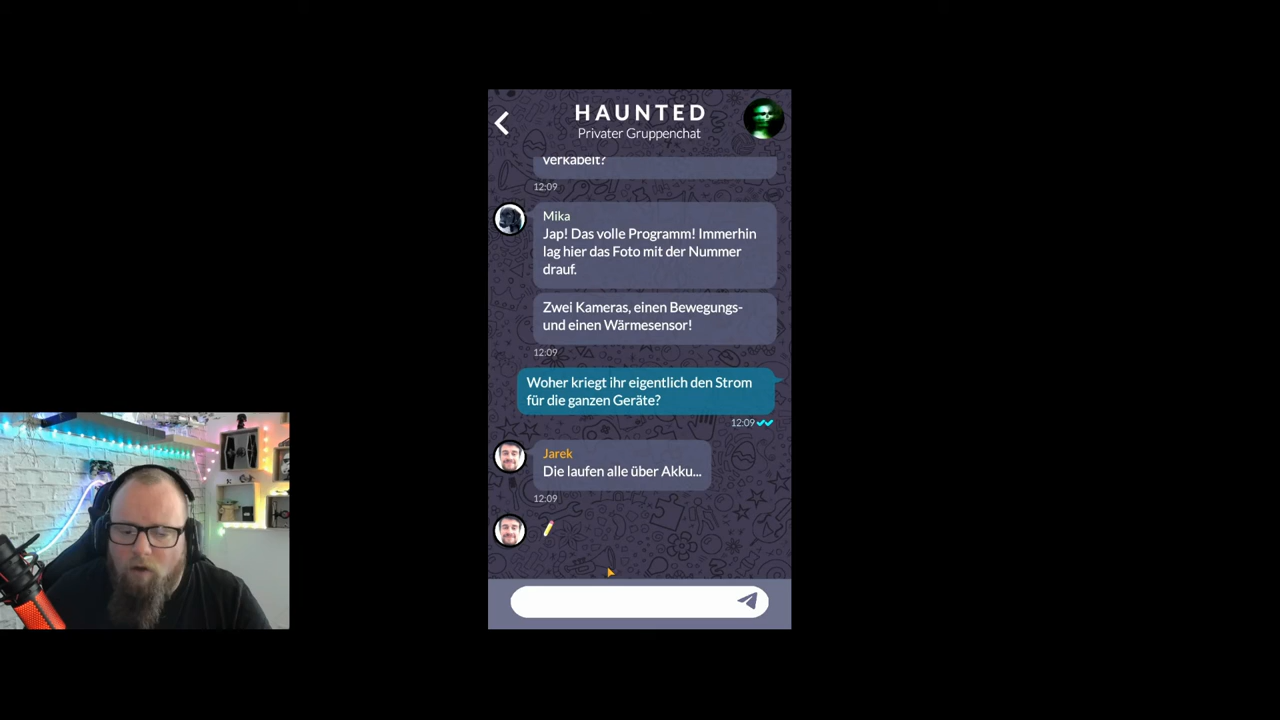 HAUNTED
Privater Gruppenchat
verkabelt?
12:09
Mika
Jap! Das volle Programm! Immerhin
lag hier das Foto mit der Nummer
drauf.
Zwei Kameras, einen Bewegungs-
und einen Wärmesensor!
12:09
Woher kriegt ihr eigentlich den Strom
für die ganzen Geräte?
12:09
Jarek
Die laufen alle über Akku...
12:09